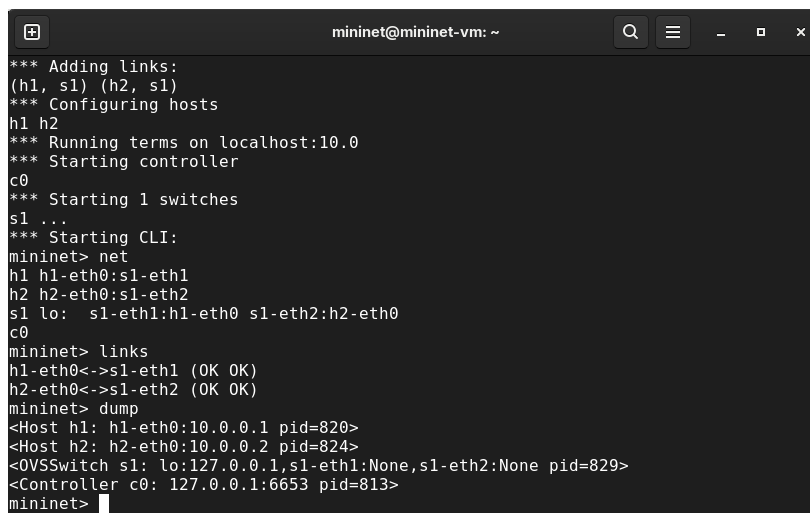 mininet@mininet-vm: ~
*** Adding links:
(h1, s1) (h2, s1)
*** Configuring hosts
h1 h2
*** Running terms on localhost:10.0
*** Starting controller
c0
*** Starting 1 switches
s1 ...
*** Starting CLI:
mininet> net
h1 h1-eth0:s1-eth1
h2 h2-eth0:s1-eth2
s1 lo:  s1-eth1:h1-eth0 s1-eth2:h2-eth0
c0
mininet> links
h1-eth0<->s1-eth1 (OK OK)
h2-eth0<->s1-eth2 (OK OK)
mininet> dump
<Host h1: h1-eth0:10.0.0.1 pid=820>
<Host h2: h2-eth0:10.0.0.2 pid=824>
<OVSSwitch s1: lo:127.0.0.1,s1-eth1:None,s1-eth2:None pid=829>
<Controller c0: 127.0.0.1:6653 pid=813>
mininet>